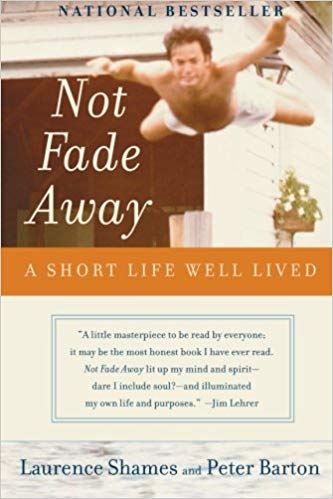 NATIONAL BESTSELLER
Not
Fade
Away
A SHORT LIFE WELL LIVED
"A little masterpiece to be read by everyone;
it may be the most honest book I have ever read.
Not Fade Away lit up my mind and spirit—
dare I include soul?—and illuminated
my own life and purposes." —Jim Lehrer
Laurence Shames and Peter Barton